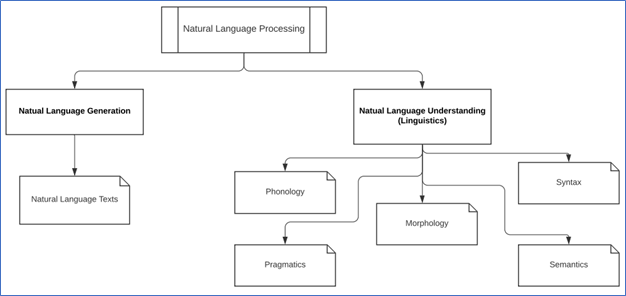 Natural Language Processing
Natual Language Generation
Natual Language Understanding
(Linguistics)
Natural Language Texts
Phonology
Syntax
Morphology
Pragmatics
Semantics